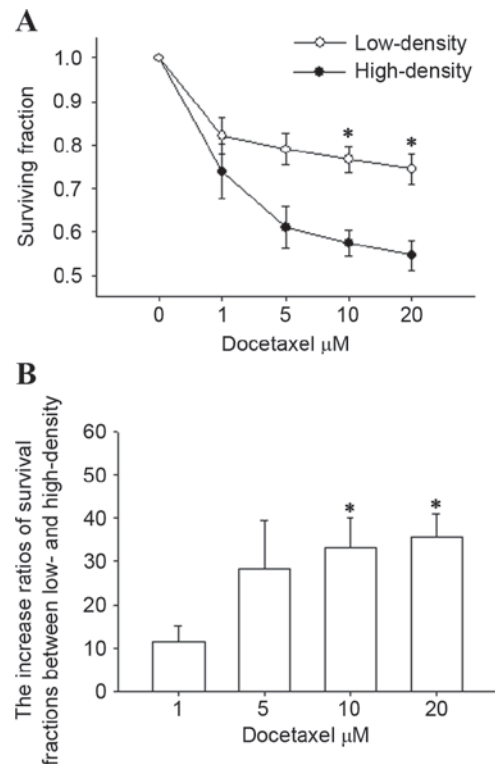 A
Low-density
High-density
Surviving fraction
1.0
0.9
0.8
0.7
0.6
0.5
*
*
0 1 5 10 20
Docetaxel μM
B
The increase ratios of survival
fractions between low- and high-density
60
50
40
30
20
10
0
*
*
1 5 10 20
Docetaxel μM